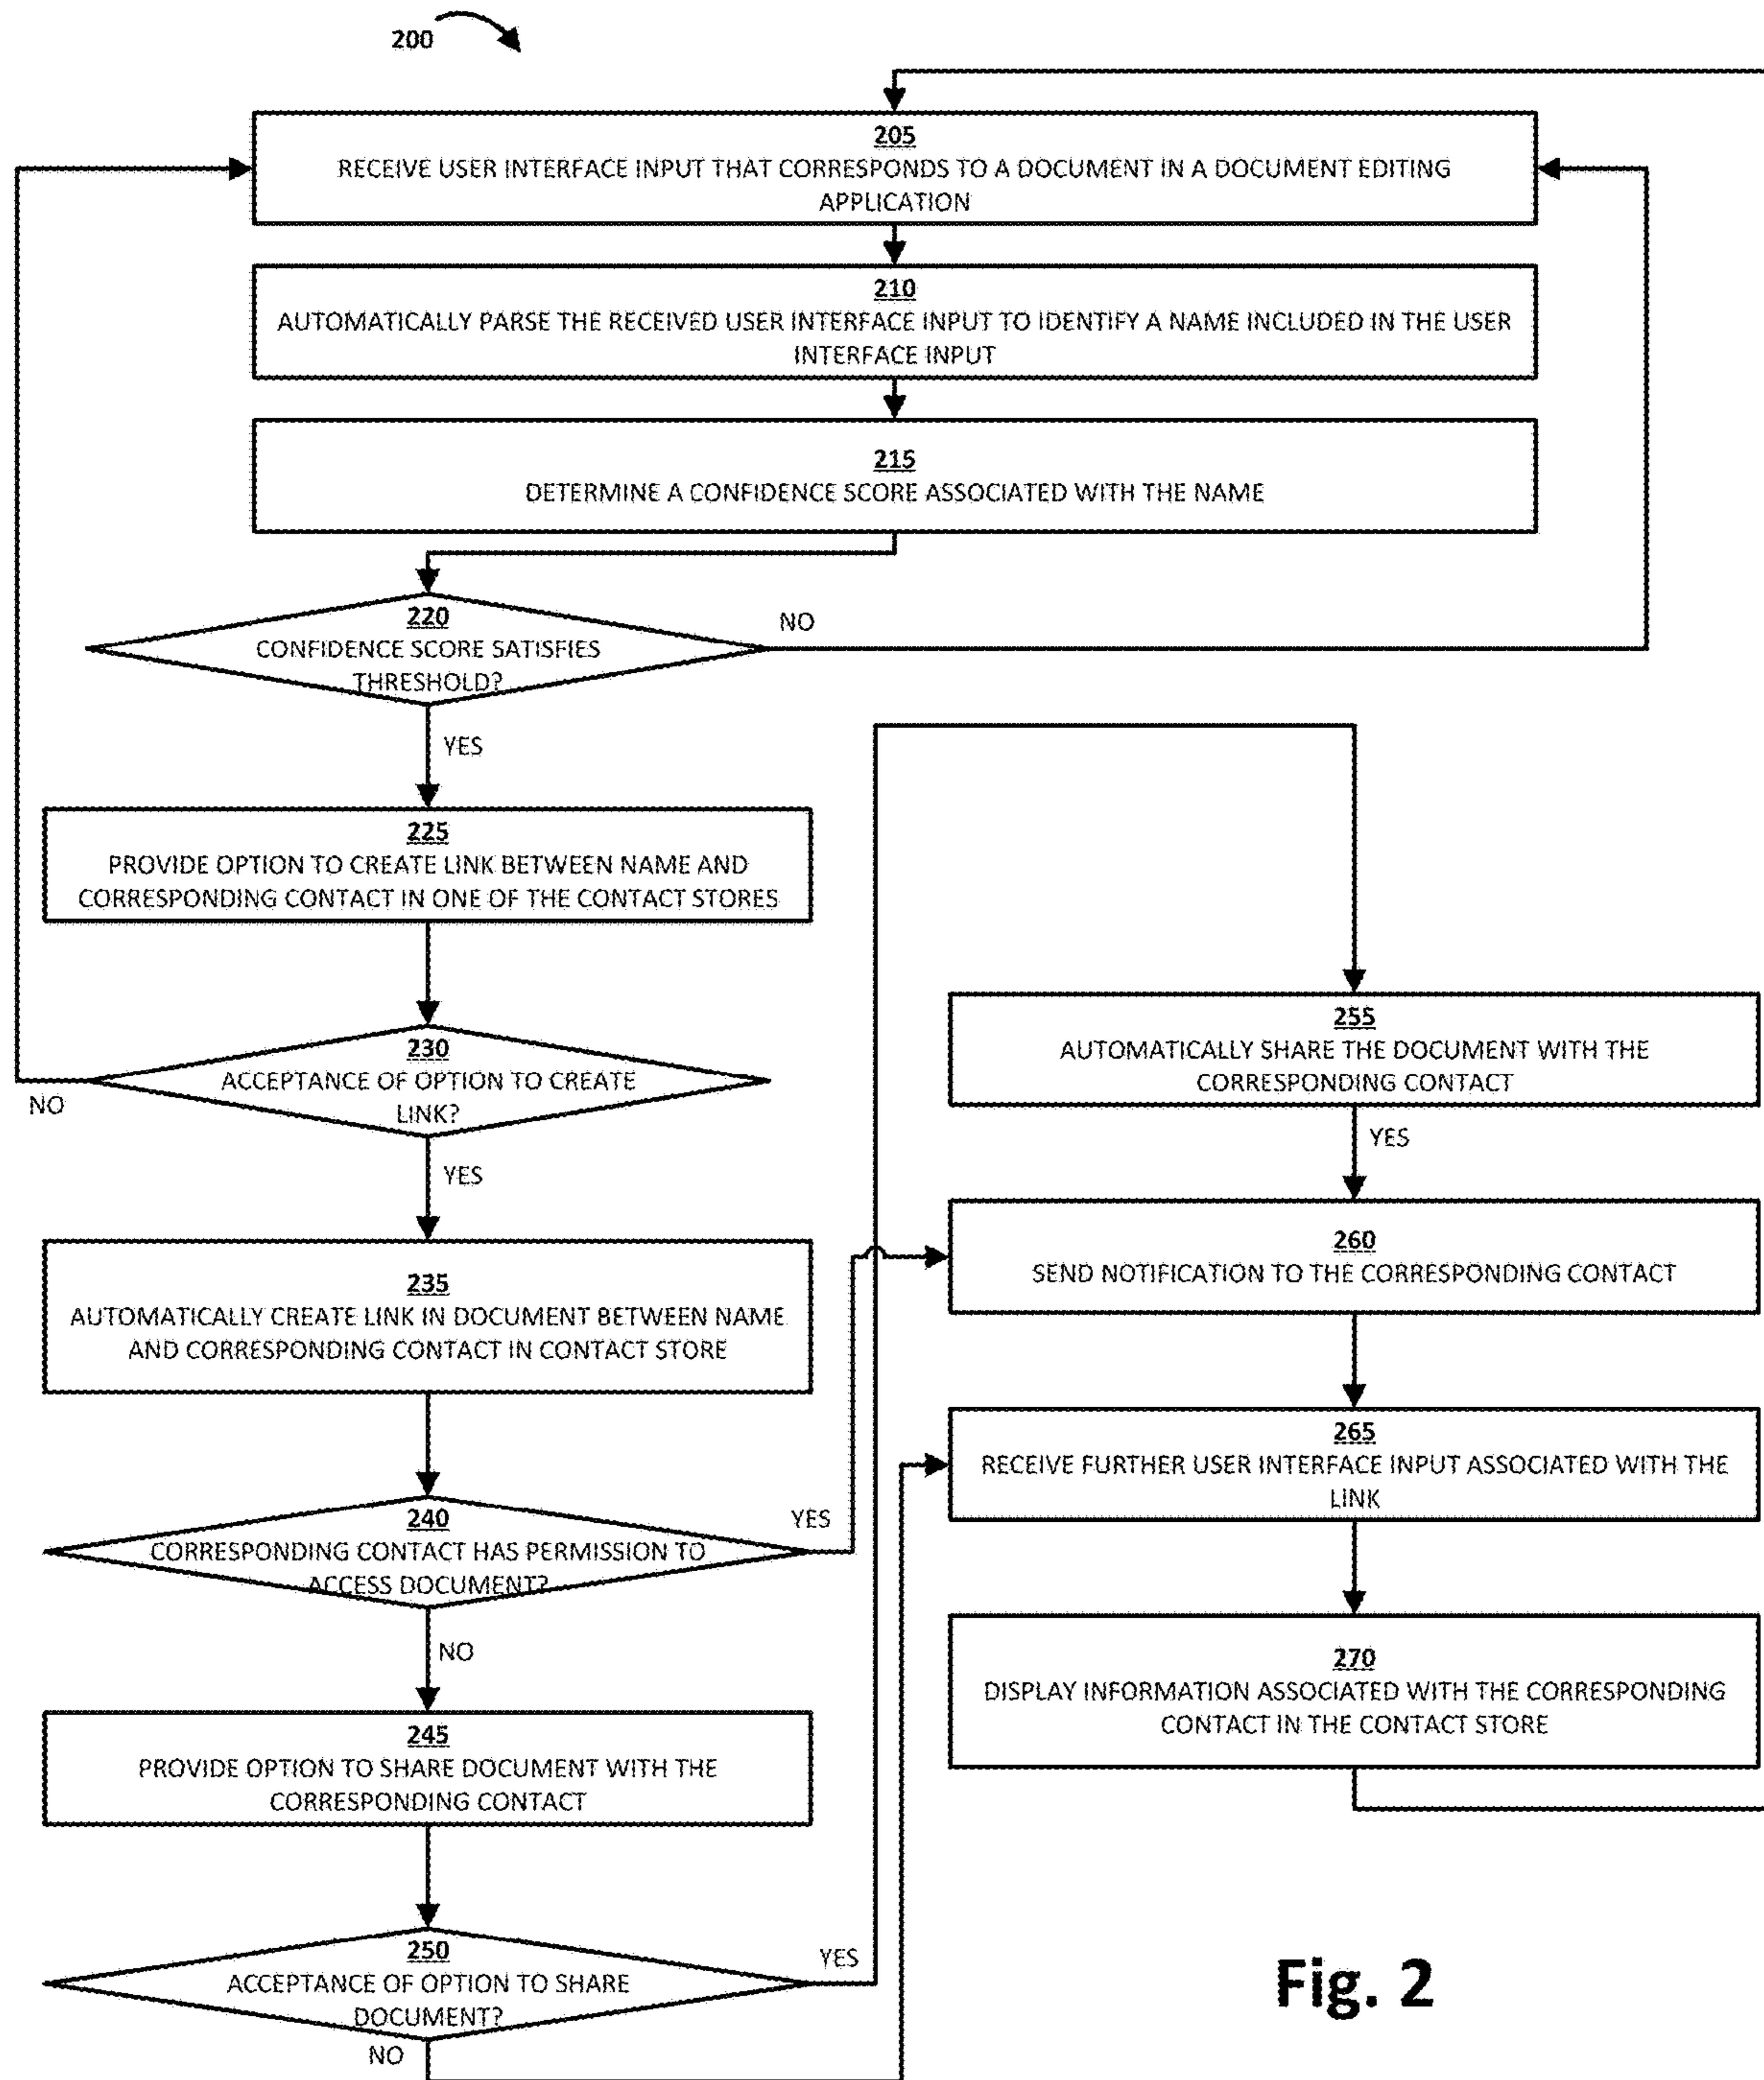 200
205
RECEIVE USER INTERFACE INPUT THAT CORRESPONDS TO A DOCUMENT IN A DOCUMENT EDITING
APPLICATION
210
AUTOMATICALLY PARSE THE RECEIVED USER INTERFACE INPUT TO IDENTIFY A NAME INCLUDED IN THE USER
INTERFACE INPUT
215
DETERMINE A CONFIDENCE SCORE ASSOCIATED WITH THE NAME
220
CONFIDENCE SCORE SATISFIES
THRESHOLD?
NO
YES
225
PROVIDE OPTION TO CREATE LINK BETWEEN NAME AND
CORRESPONDING CONTACT IN ONE OF THE CONTACT STORES
230
ACCEPTANCE OF OPTION TO CREATE
LINK?
NO
YES
235
AUTOMATICALLY CREATE LINK IN DOCUMENT BETWEEN NAME
AND CORRESPONDING CONTACT IN CONTACT STORE
240
CORRESPONDING CONTACT HAS PERMISSION TO
ACCESS DOCUMENT?
YES
NO
245
PROVIDE OPTION TO SHARE DOCUMENT WITH THE
CORRESPONDING CONTACT
250
ACCEPTANCE OF OPTION TO SHARE
DOCUMENT?
YES
NO
255
AUTOMATICALLY SHARE THE DOCUMENT WITH THE
CORRESPONDING CONTACT
YES
260
SEND NOTIFICATION TO THE CORRESPONDING CONTACT
265
RECEIVE FURTHER USER INTERFACE INPUT ASSOCIATED WITH THE
LINK
270
DISPLAY INFORMATION ASSOCIATED WITH THE CORRESPONDING
CONTACT IN THE CONTACT STORE
Fig. 2